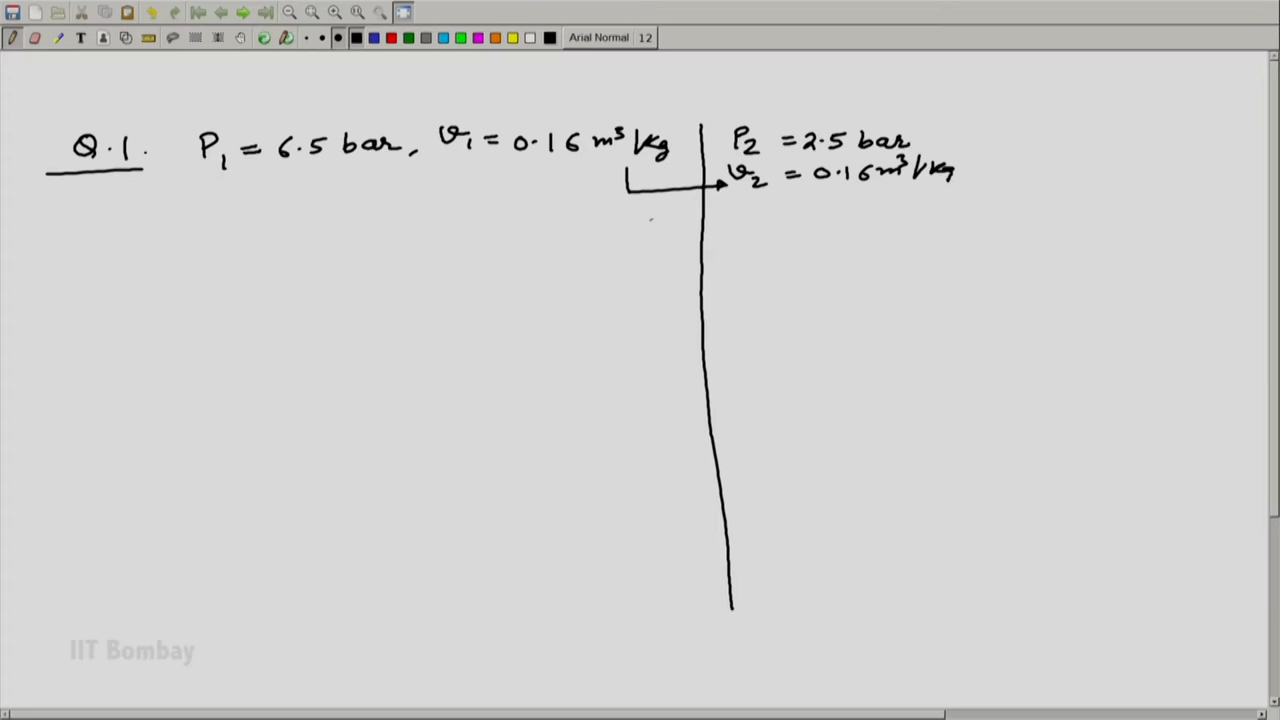 T Arial Normal 12
Q.1. P₁ = 6.5 bar, v₁ = 0.16 m³/kg
P₂ = 2.5 bar
v₂ = 0.16 m³/kg
IIT Bombay